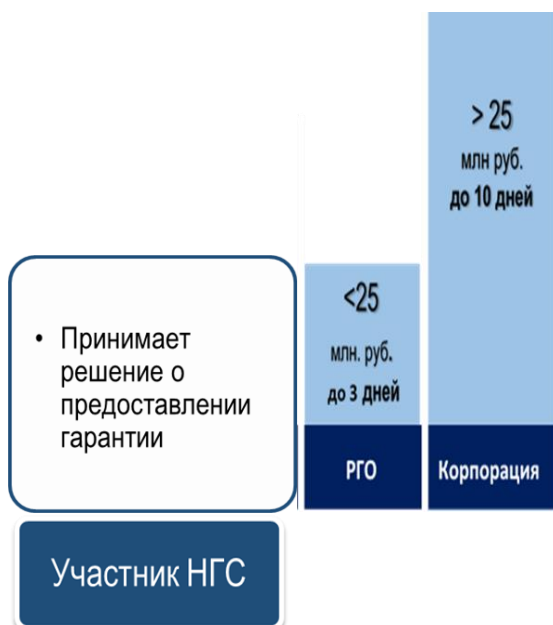 • Принимает
решение о
предоставлении
гарантии
Участник НГС
<25
млн. руб.
до 3 дней
РГО
> 25
млн руб.
до 10 дней
Корпорация